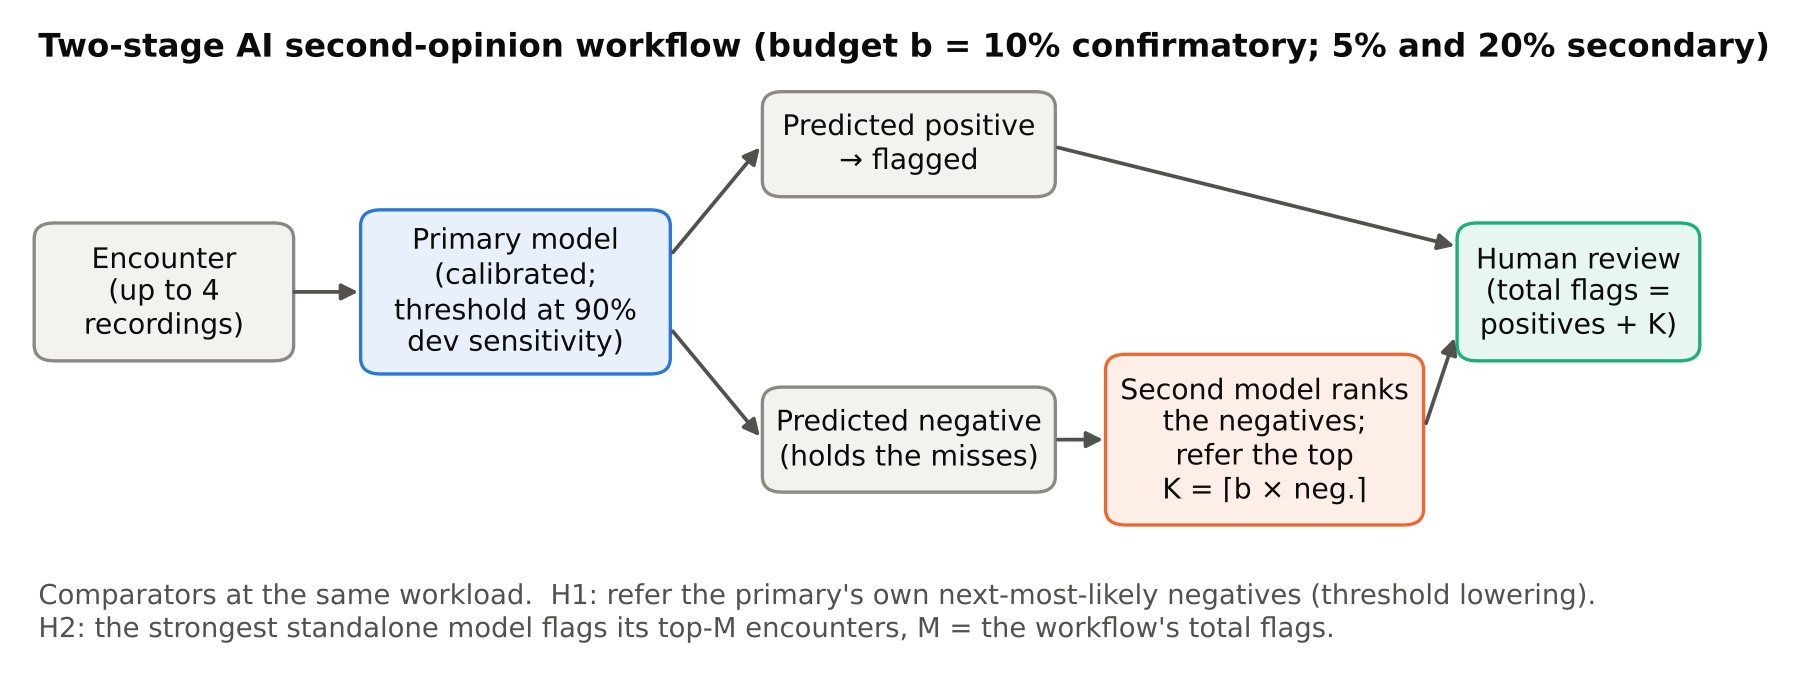 Two-stage AI second-opinion workflow (budget b = 10% confirmatory; 5% and 20% secondary)
Encounter
(up to 4
recordings)
Primary model
(calibrated;
threshold at 90%
dev sensitivity)
Predicted positive
→ flagged
Predicted negative
(holds the misses)
Second model ranks
the negatives;
refer the top
K = ⌈b × neg.⌉
Human review
(total flags =
positives + K)
Comparators at the same workload.  H1: refer the primary's own next-most-likely negatives (threshold lowering).
H2: the strongest standalone model flags its top-M encounters, M = the workflow's total flags.